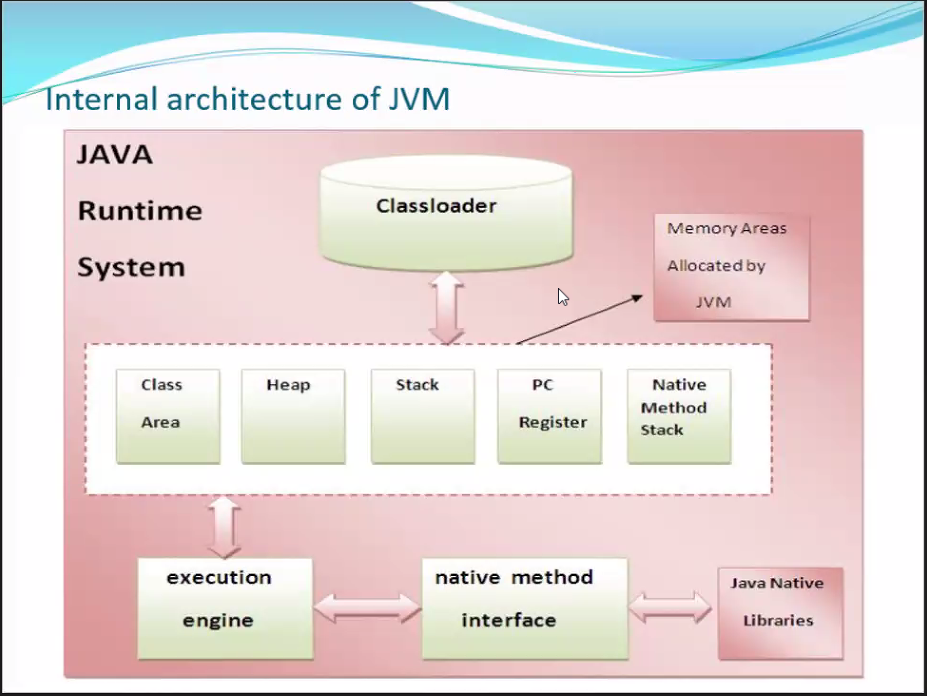 Internal architecture of JVM
JAVA
Runtime
System
Classloader
Memory Areas
Allocated by
JVM
Class
Area
Heap
Stack
PC
Register
Native
Method
Stack
execution
engine
native method
interface
Java Native
Libraries